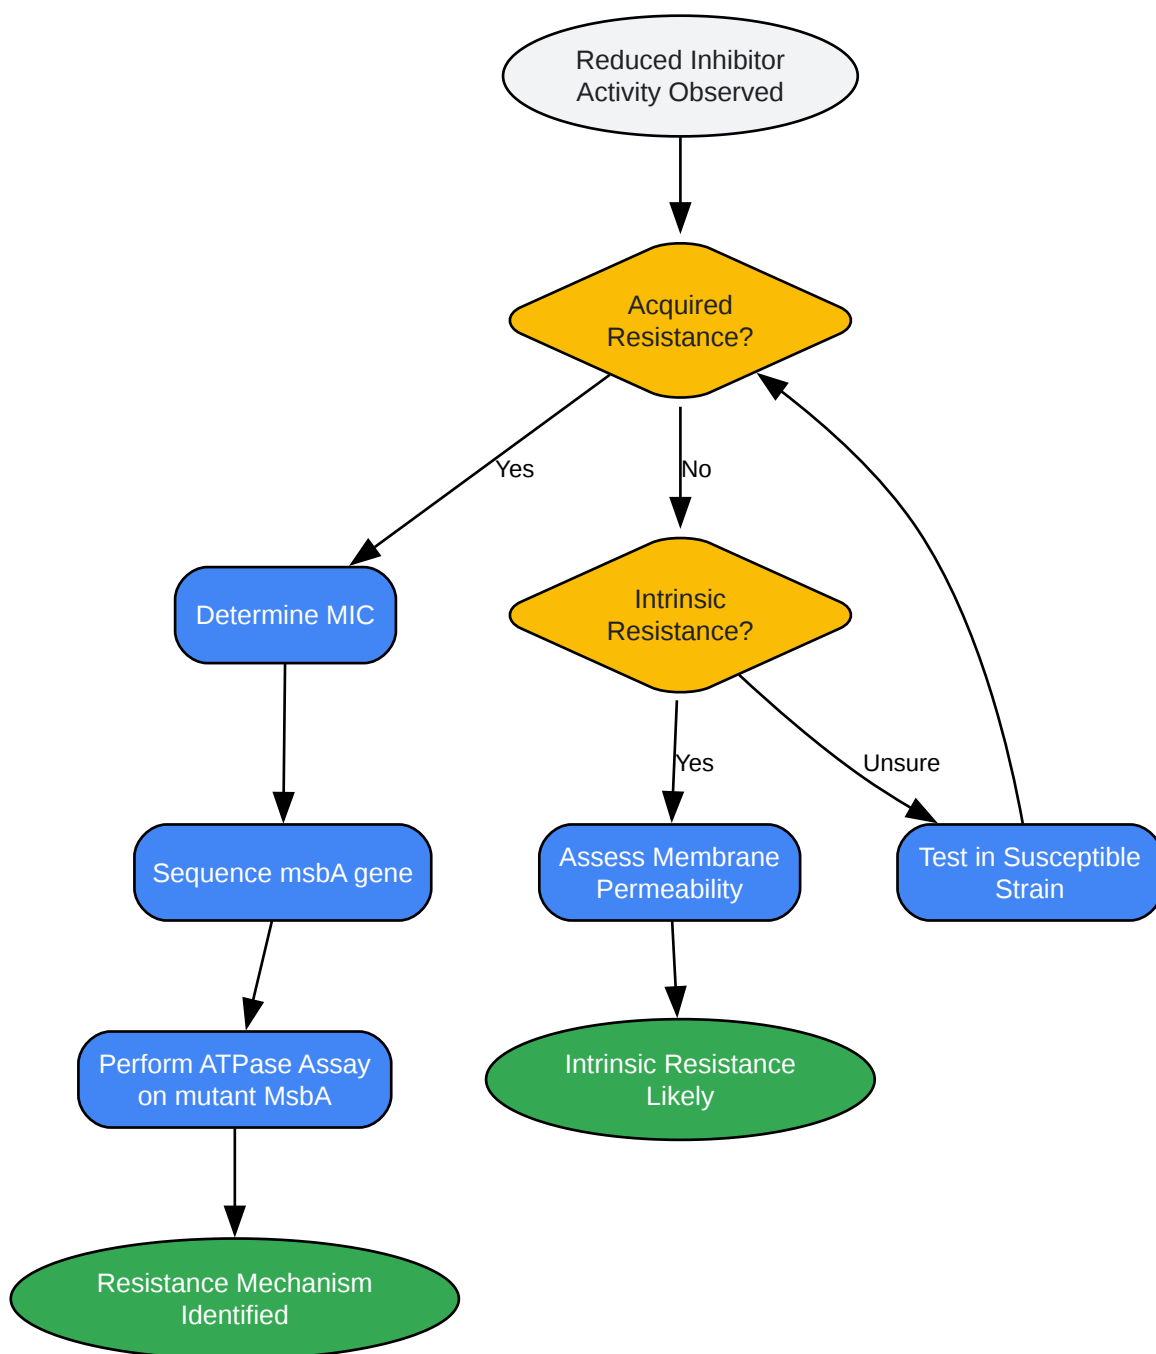 Reduced Inhibitor
Activity Observed
Acquired
Resistance?
Yes
No
Determine MIC
Intrinsic
Resistance?
Yes
Unsure
Sequence msbA gene
Assess Membrane
Permeability
Test in Susceptible
Strain
Perform ATPase Assay
on mutant MsbA
Intrinsic Resistance
Likely
Resistance Mechanism
Identified